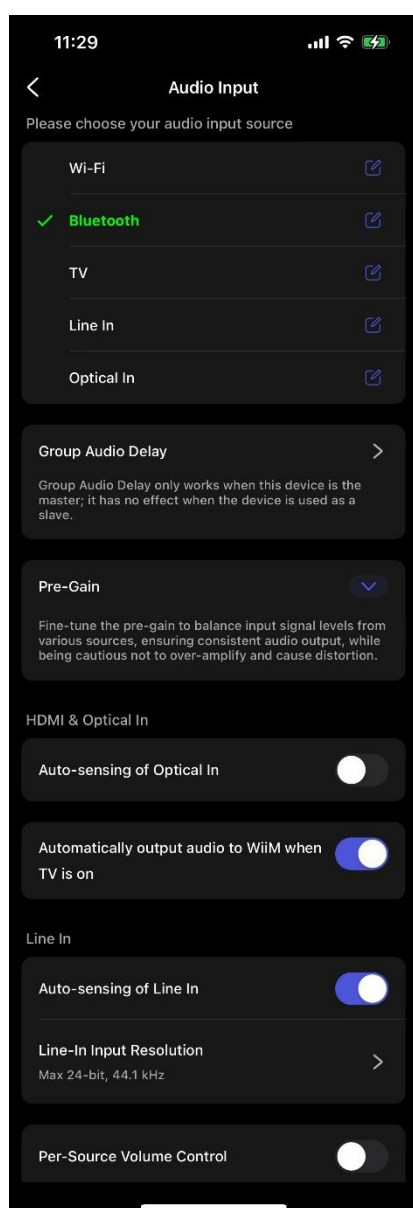 11:29
Audio Input
Please choose your audio input source
Wi-Fi
Bluetooth
TV
Line In
Optical In
Group Audio Delay
Group Audio Delay only works when this device is the
master; it has no effect when the device is used as a
slave.
Pre-Gain
Fine-tune the pre-gain to balance input signal levels from
various sources, ensuring consistent audio output, while
being cautious not to over-amplify and cause distortion.
HDMI & Optical In
Auto-sensing of Optical In
Automatically output audio to WiiM when
TV is on
Line In
Auto-sensing of Line In
Line-In Input Resolution
Max 24-bit, 44.1 kHz
Per-Source Volume Control